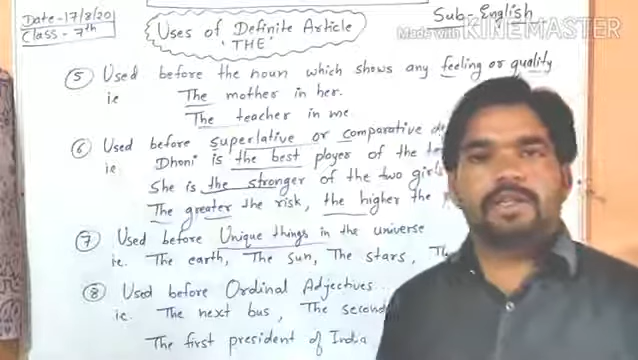 Date-17/8/20
Class-7th
Uses of Definite Article
'THE'
Sub-English
Made with KINEMASTER
⑤ Used before the noun which shows any feeling or quality
ie The mother in her.
The teacher in me
⑥ Used before superlative or comparative
ie Dhoni is the best player of the
She is the stronger of the two girls
The greater the risk, the higher the
⑦ Used before Unique things in the universe
ie. The earth, The sun, The stars,
⑧ Used before Ordinal Adjectives...
ie. The next bus, The second
The first president of India